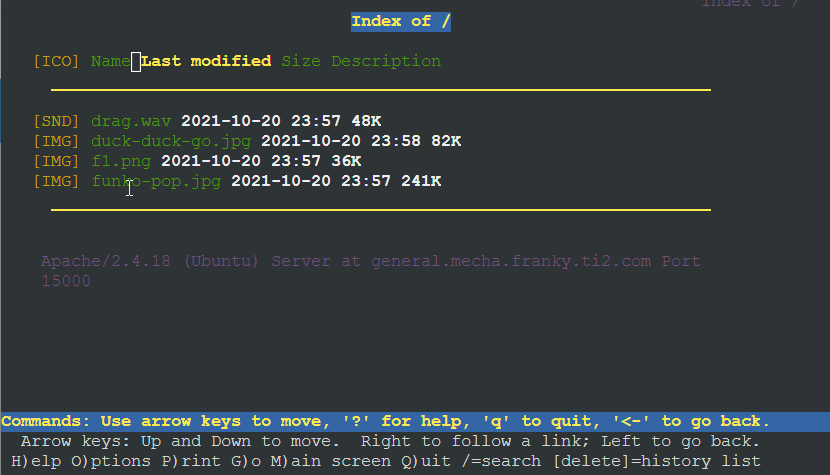 Index of /
Index of /
[ICO] Name Last modified Size Description
[SND] drag.wav 2021-10-20 23:57 48K
[IMG] duck-duck-go.jpg 2021-10-20 23:58 82K
[IMG] f1.png 2021-10-20 23:57 36K
[IMG] funko-pop.jpg 2021-10-20 23:57 241K
Apache/2.4.18 (Ubuntu) Server at general.mecha.franky.ti2.com Port
15000
Commands: Use arrow keys to move, '?' for help, 'q' to quit, '<-' to go back.
Arrow keys: Up and Down to move. Right to follow a link; Left to go back.
H)elp O)ptions P)rint G)o M)ain screen Q)uit /=search [delete]=history list